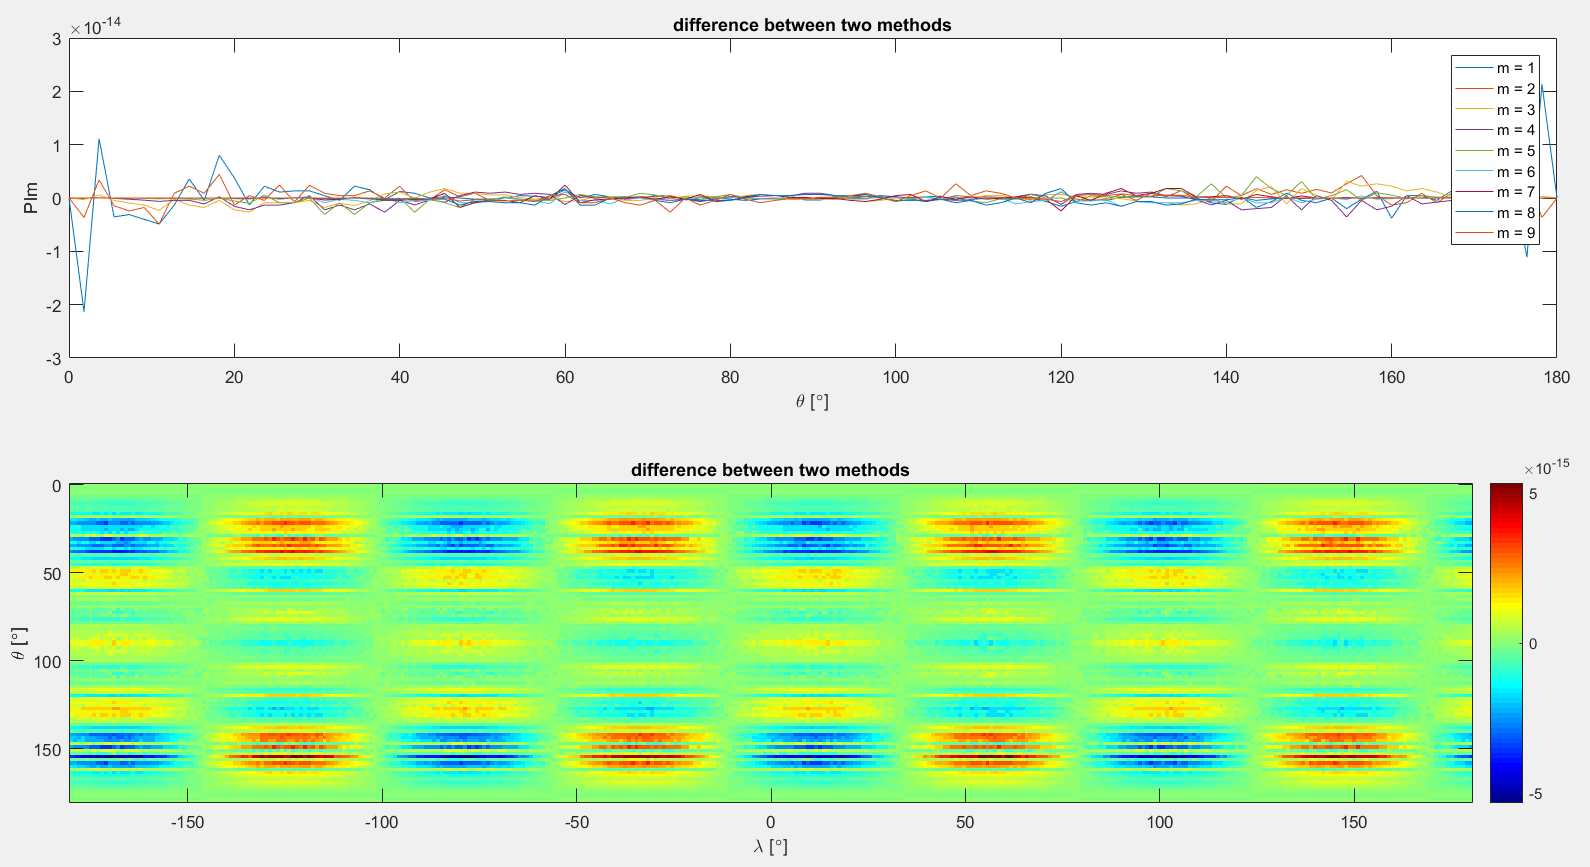 ×10-14
difference between two methods
3
2
1
0
-1
-2
-3
Plm
0 20 40 60 80 100 120 140 160 180
θ [°]
m = 1
m = 2
m = 3
m = 4
m = 5
m = 6
m = 7
m = 8
m = 9
difference between two methods
×10-15
0
50
100
150
θ [°]
-150 -100 -50 0 50 100 150
λ [°]
5
0
-5